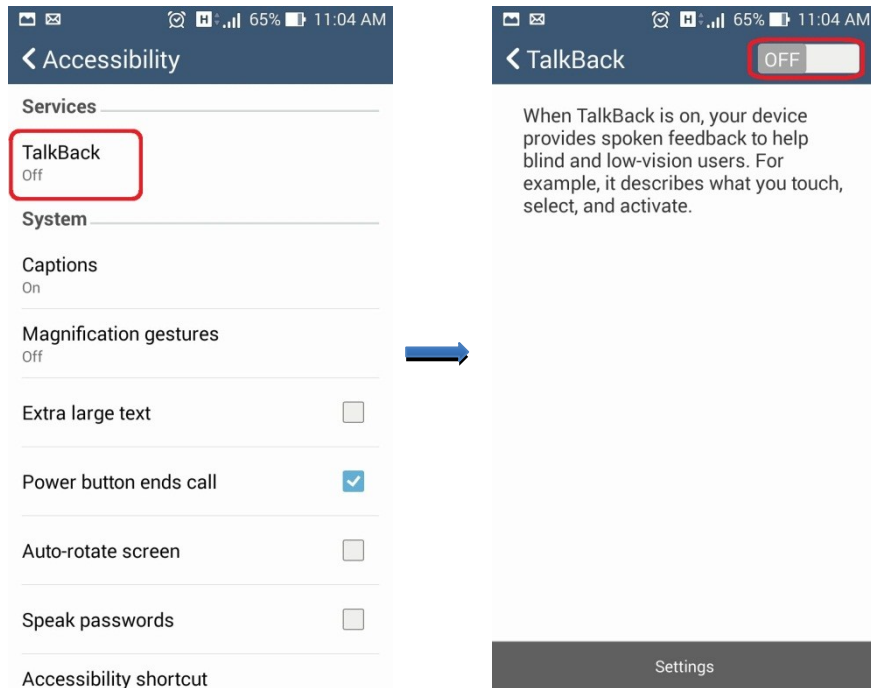 H 65% 11:04 AM
Accessibility
Services
TalkBack
Off
System
Captions
On
Magnification gestures
Off
Extra large text
Power button ends call
Auto-rotate screen
Speak passwords
Accessibility shortcut
H 65% 11:04 AM
TalkBack OFF
When TalkBack is on, your device
provides spoken feedback to help
blind and low-vision users. For
example, it describes what you touch,
select, and activate.
Settings